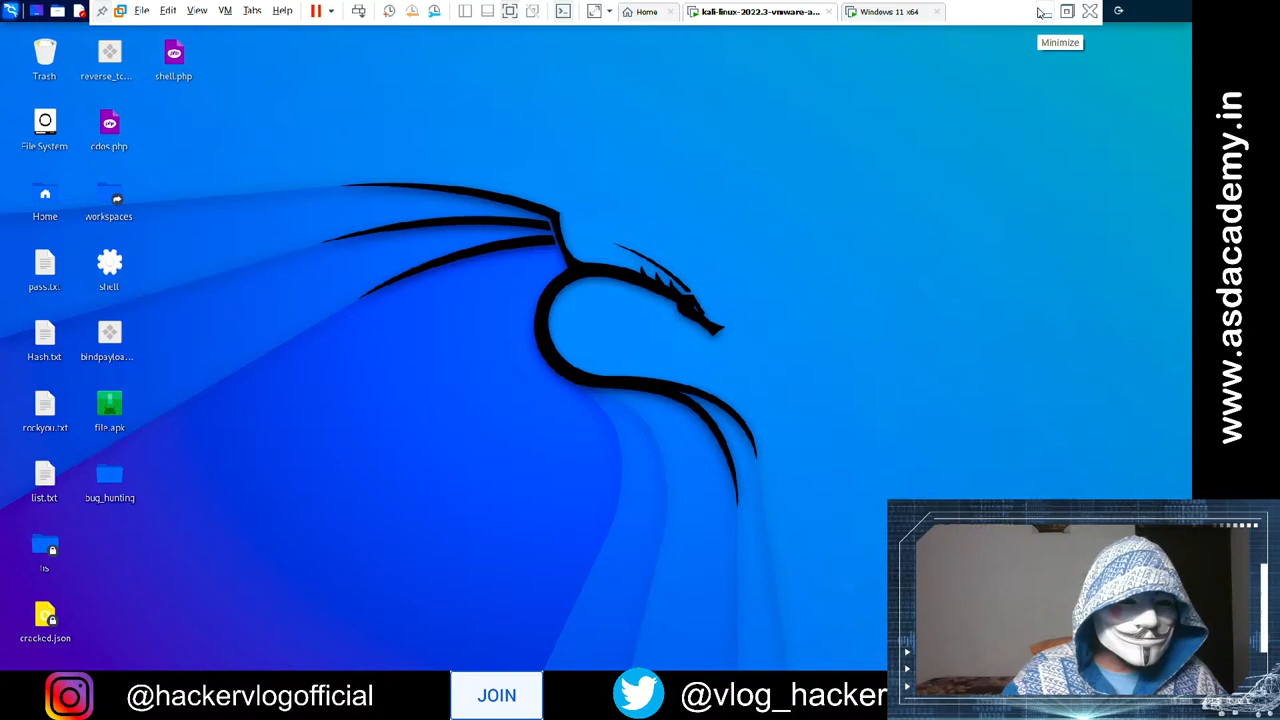 File Edit View VM Tabs Help
Home
kali-linux-2022.3-vmware-a...
Windows 11 x64
Minimize
Trash
reverse_tc...
shell.php
File System
cdos.php
Home
workspaces
pass.txt
shell
Hash.txt
bindpayloa...
rockyou.txt
file.apk
list.txt
bug_hunting
cracked.json
www.asdacademy.in
@hackervlogofficial
JOIN
@vlog_hacker